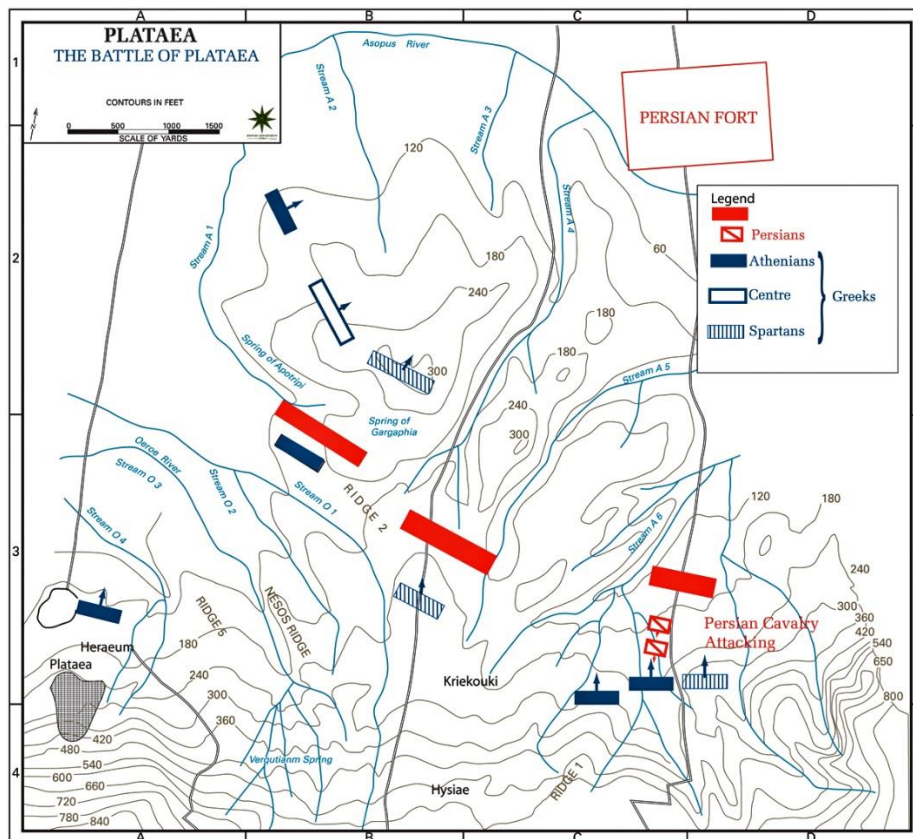 A B C D
PLATAEA
THE BATTLE OF PLATAEA
CONTOURS IN FEET
0 500 1000 1500
SCALE OF YARDS
N
1
Asopus River
PERSIAN FORT
Stream A 2
Stream A 3
120
Stream A 4
Legend
Persians
Athenians
Centre
Greeks
Spartans
2
Stream A 1
180
60
240
180
180
300
Spring of Apotripi
Stream A 5
240
Spring of Gargaphia
300
Oeroe River
Stream O 3
Stream O 2
Stream O 1
RIDGE 2
Stream O 4
120
180
Stream A 6
3
240
300
360
420
540
650
800
Persian Cavalry
Attacking
RIDGE 5
NESOS RIDGE
Heraeum
180
Plataea
240
300
360
Kriekouki
420
480
540
600
660
720
780
840
Vergutianm Spring
4
Hysiae
RIDGE 1
1
2
3
4
A B C D